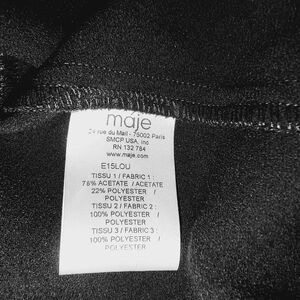 maje
24 rue du Mail - 75002 Paris
SMCP USA, Inc
RN 132 784
www.maje.com
E15LOU
TISSU 1 / FABRIC 1 :
78% ACETATE / ACETATE
22% POLYESTER /
POLYESTER
TISSU 2 / FABRIC 2 :
100% POLYESTER /
POLYESTER
TISSU 3 / FABRIC 3 :
100% POLYESTER /
POLYESTER